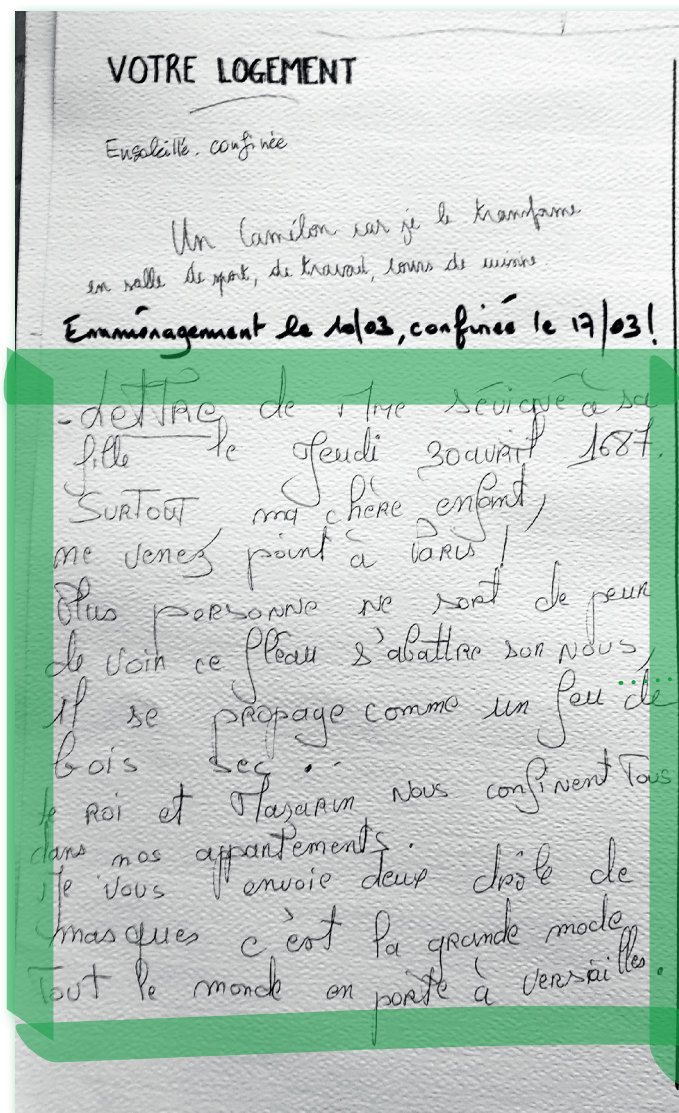 VOTRE LOGEMENT
Ensoleillé. confinée
Un Camélon car je le transforme
en salle de sport, de travail, cours de cuisine.
Emménagement le 10/03, confinée le 17/03!
- LETTRE de Mme Sévigné à sa
fille le Jeudi 30 avril 1687.
SURTOUT, ma chère enfant,
ne venez point à PARIS!
Plus personne ne sort de peur
de voir ce fléau s'abattre sur nous,
il se propage comme un feu de
bois sec.
le ROI et Mazarin nous confinent Tous
dans nos appartements.
Je vous envoie deux drôle de
masques c'est la grande mode
Tout le monde en porte à Versailles.